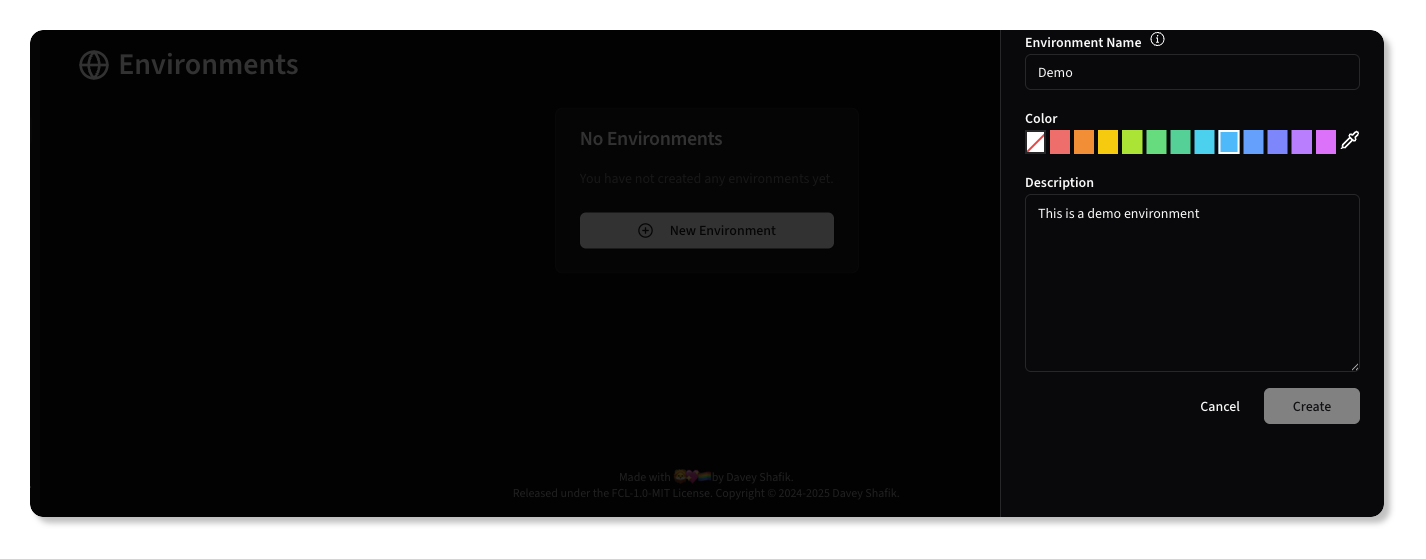 Environments
No Environments
You have not created any environments yet.
New Environment
Made with 🦁💖🏳️‍🌈 by Davey Shafik.
Released under the FCL-1.0-MIT License. Copyright © 2024-2025 Davey Shafik.
Environment Name
Demo
Color
Description
This is a demo environment
Cancel
Create